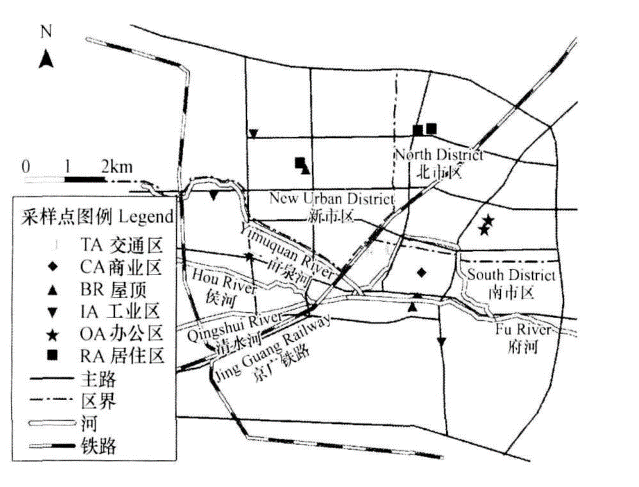 N
0 1 2km
North District
北市区
New Urban District
新市区
Yimuquan River
一亩泉河
Hou River
侯河
South District
南市区
Qingshui River
清水河
Jing Guang Railway
京广铁路
Fu River
府河
采样点图例 Legend
TA 交通区
CA 商业区
BR 屋顶
IA 工业区
OA 办公区
RA 居住区
主路
区界
河
铁路